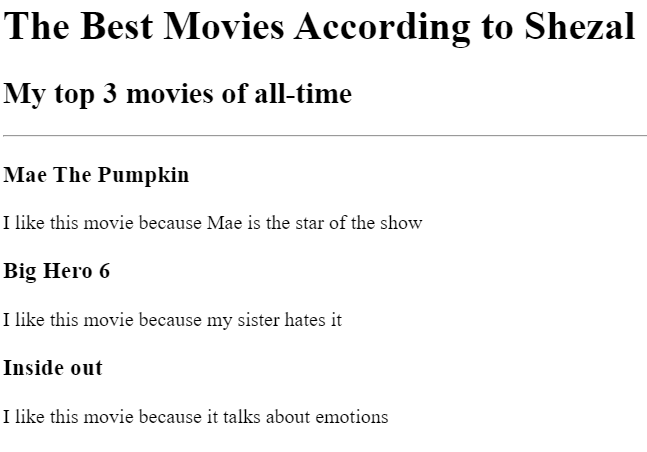 The Best Movies According to Shezal
My top 3 movies of all-time
Mae The Pumpkin
I like this movie because Mae is the star of the show
Big Hero 6
I like this movie because my sister hates it
Inside out
I like this movie because it talks about emotions